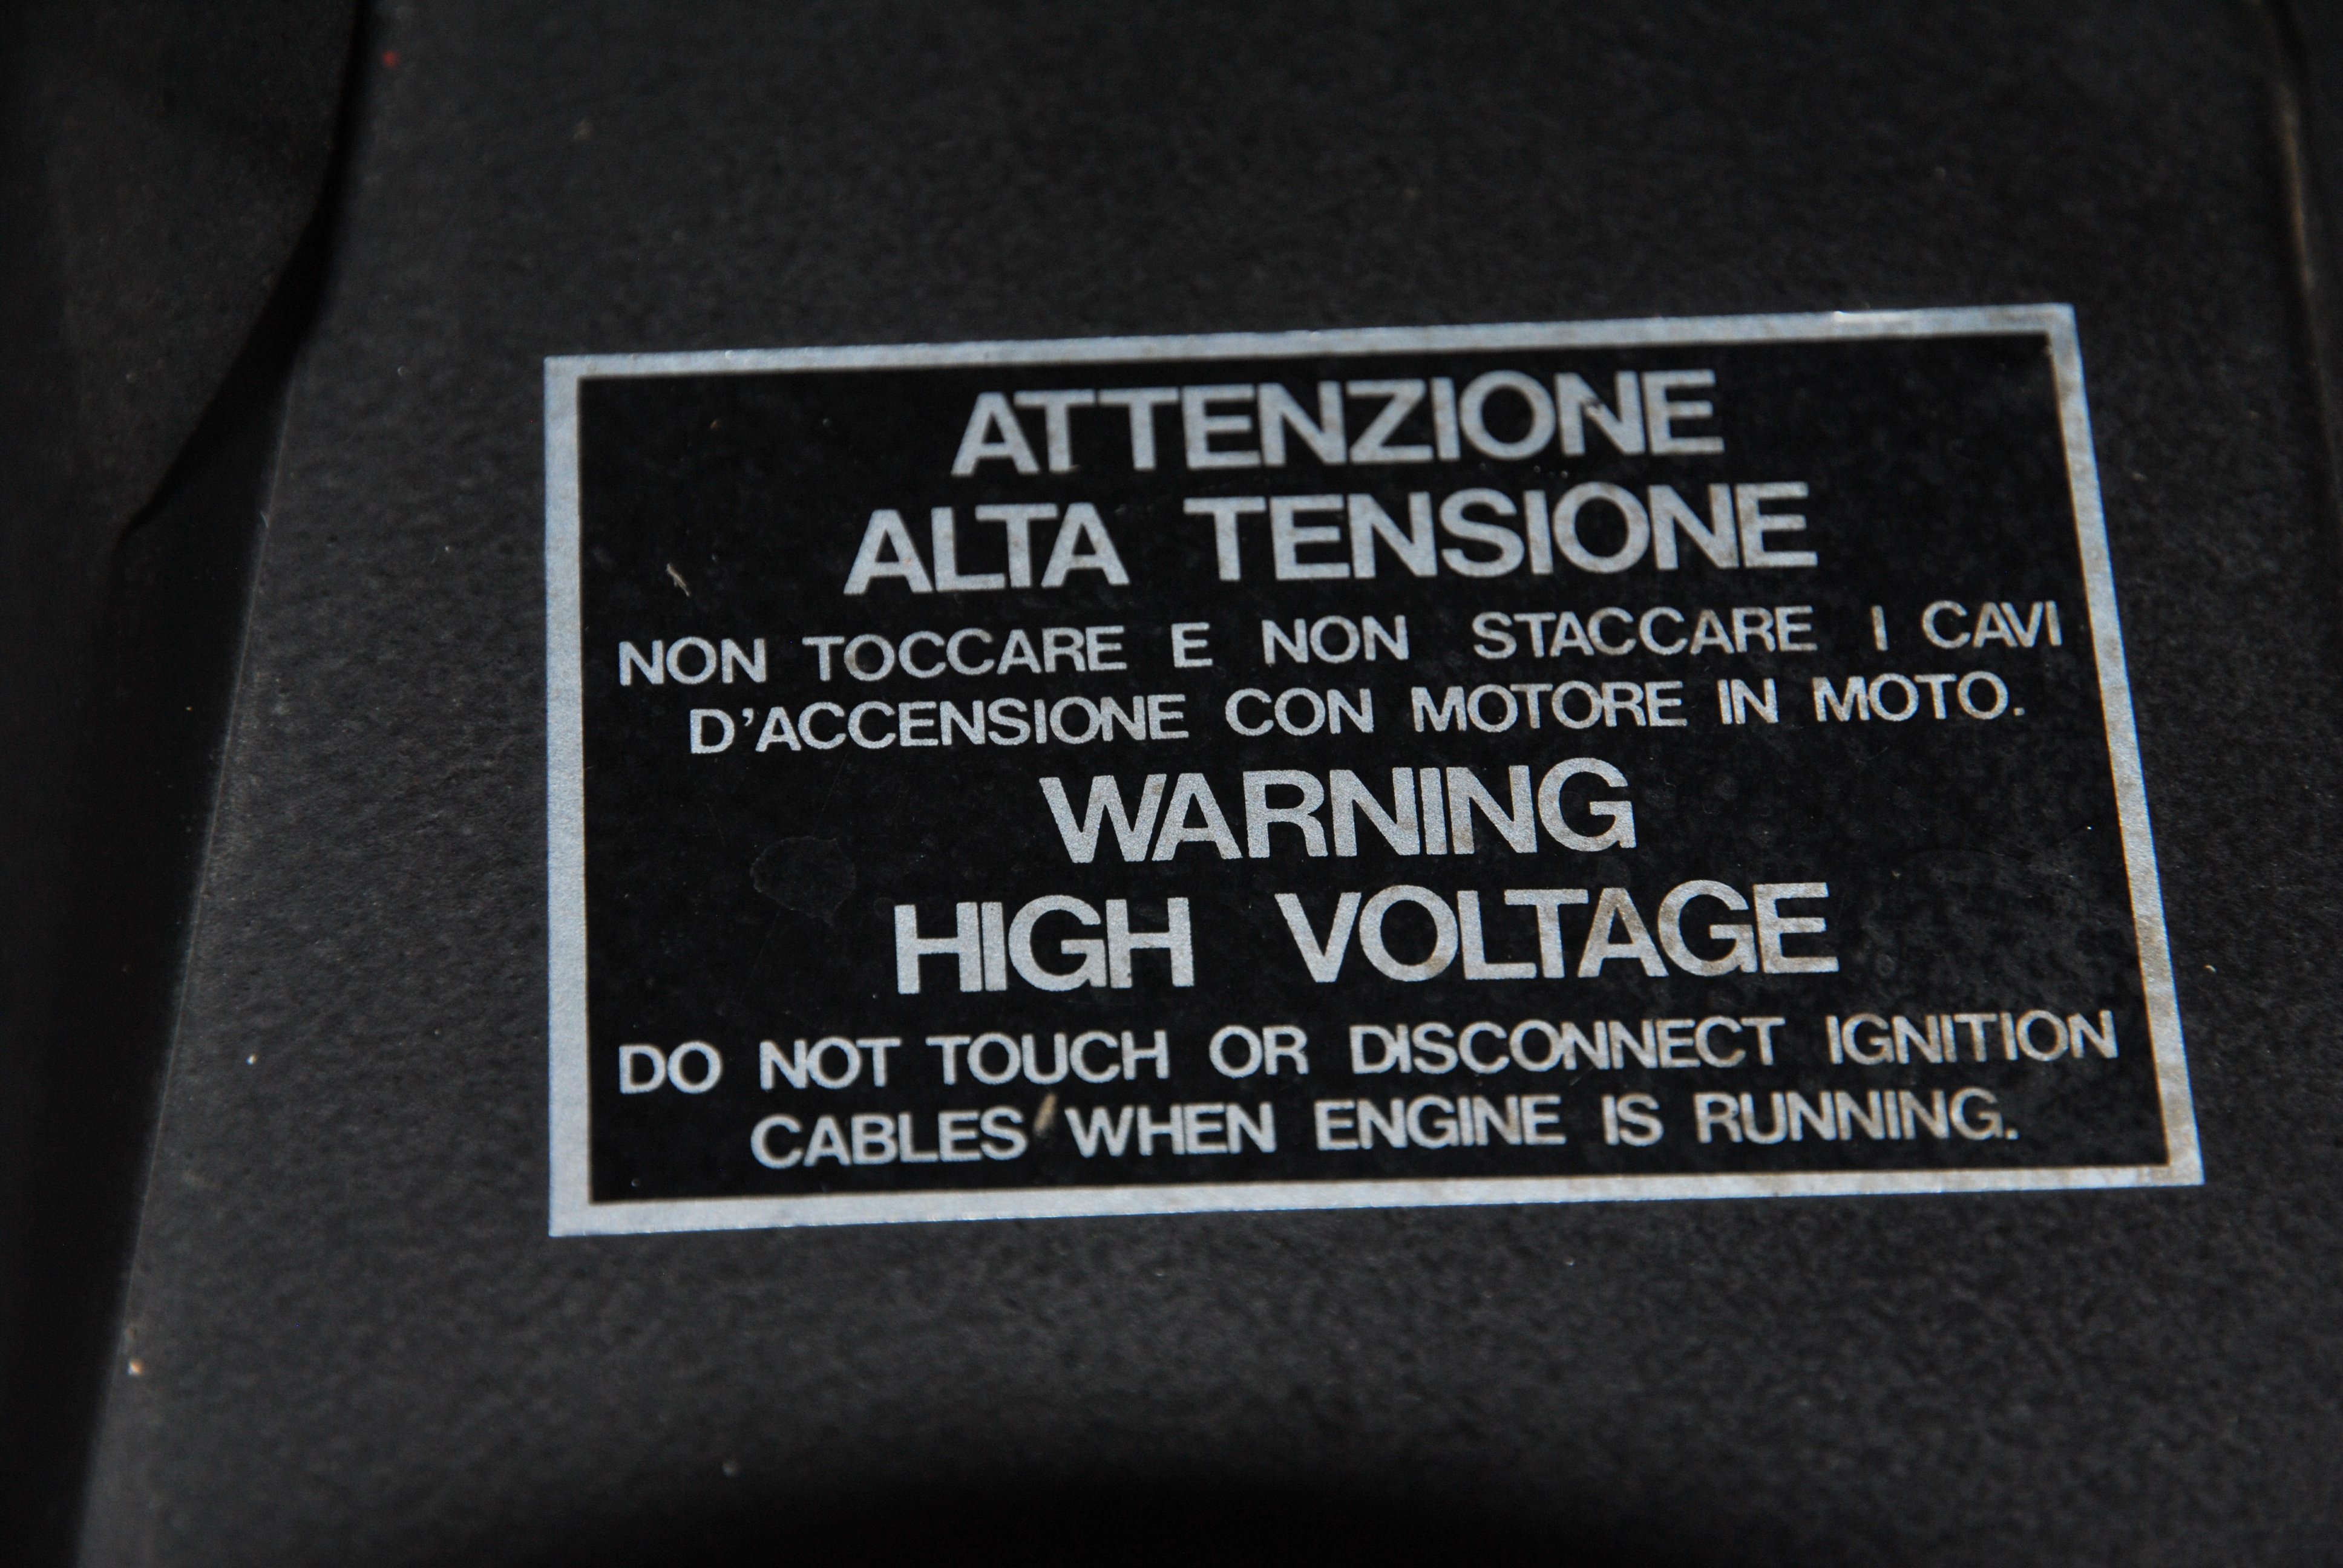 ATTENZIONE
ALTA TENSIONE
NON TOCCARE E NON STACCARE I CAVI
D'ACCENSIONE CON MOTORE IN MOTO.
WARNING
HIGH VOLTAGE
DO NOT TOUCH OR DISCONNECT IGNITION
CABLES WHEN ENGINE IS RUNNING.